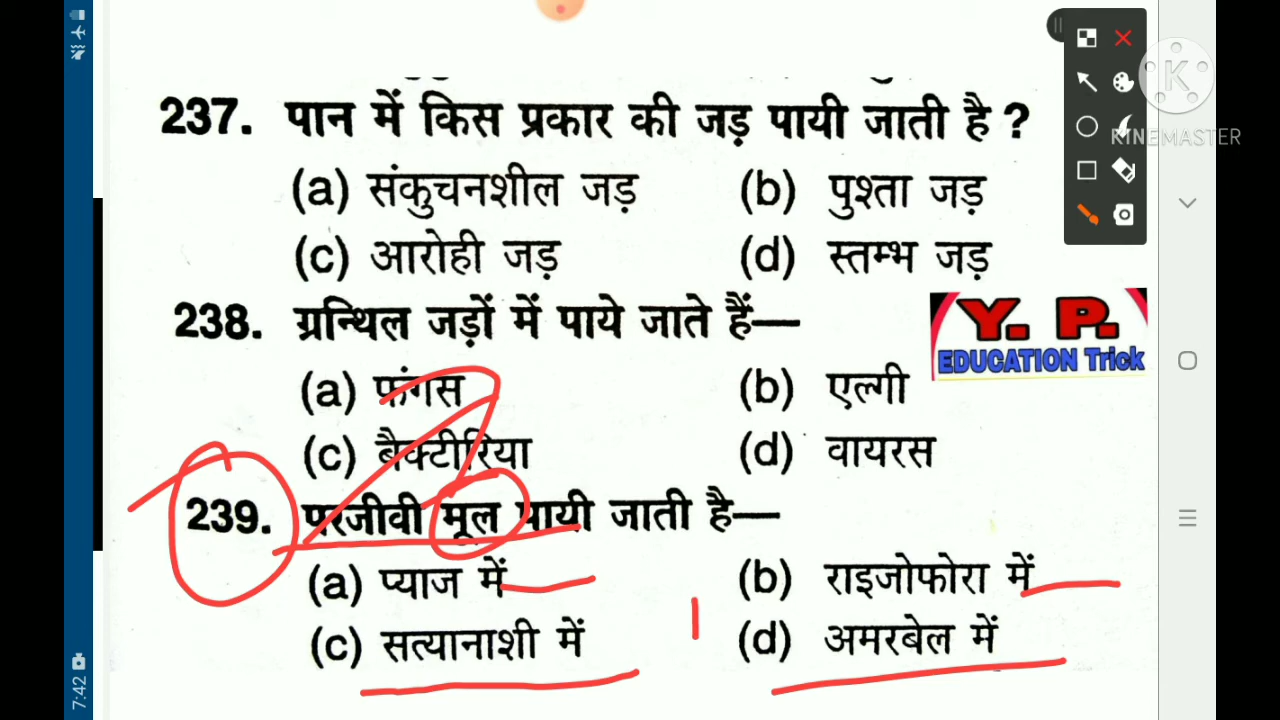 237. पान में किस प्रकार की जड़ पायी जाती है ?
(a) संकुचनशील जड़ (b) पुश्ता जड़
(c) आरोही जड़ (d) स्तम्भ जड़
238. ग्रन्थिल जड़ों में पाये जाते हैं—
(a) फंगस (b) एल्गी
(c) बैक्टीरिया (d) वायरस
239. परजीवी मूल पायी जाती है—
(a) प्याज में (b) राइजोफोरा में
(c) सत्यानाशी में (d) अमरबेल में
K
KINEMASTER
Y. P.
EDUCATION Trick
7:42